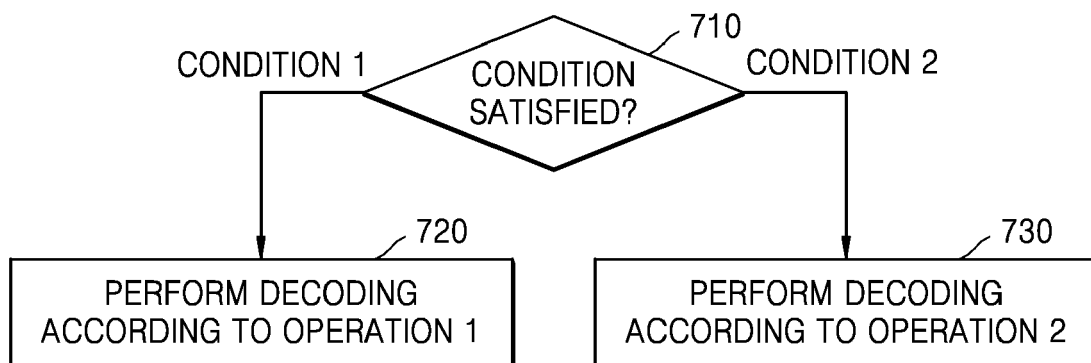 710
CONDITION 1
CONDITION
SATISFIED?
CONDITION 2
720
730
PERFORM DECODING
ACCORDING TO OPERATION 1
PERFORM DECODING
ACCORDING TO OPERATION 2